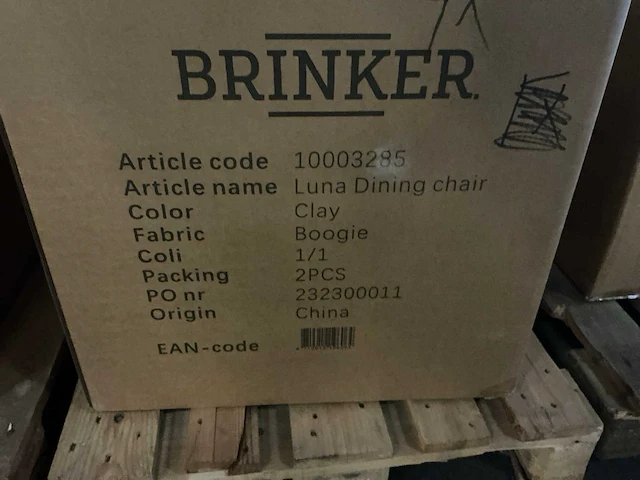 BRINKER.
Article code 10003285
Article name Luna Dining chair
Color Clay
Fabric Boogie
Coli 1/1
Packing 2PCS
PO nr 232300011
Origin China
EAN-code